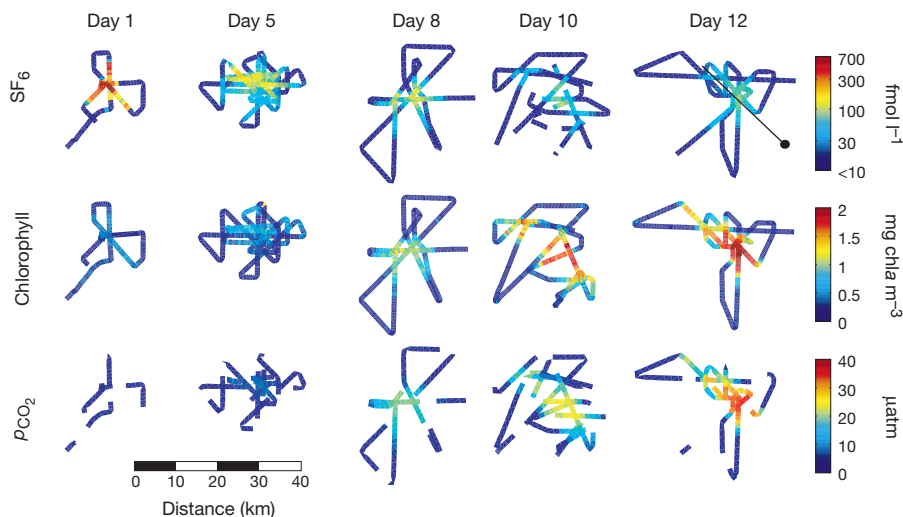 Day 1 Day 5 Day 8 Day 10 Day 12
SF6
700
300
100
30
<10
fmol l–1
Chlorophyll
2
1.5
1
0.5
0
mg chla m–3
pCO2
40
30
20
10
0
µatm
0 10 20 30 40
Distance (km)